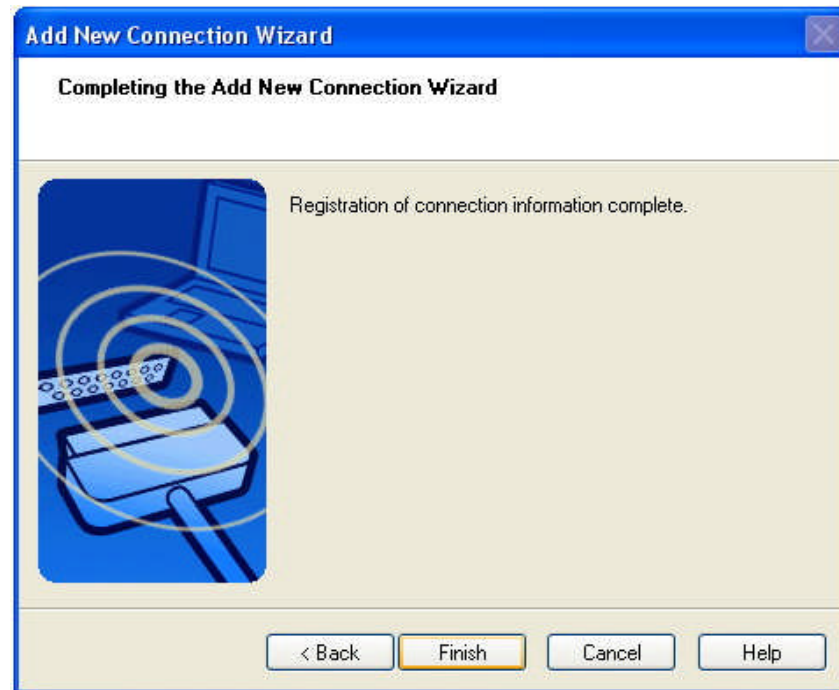 Add New Connection Wizard
Completing the Add New Connection Wizard
Registration of connection information complete.
< Back
Finish
Cancel
Help